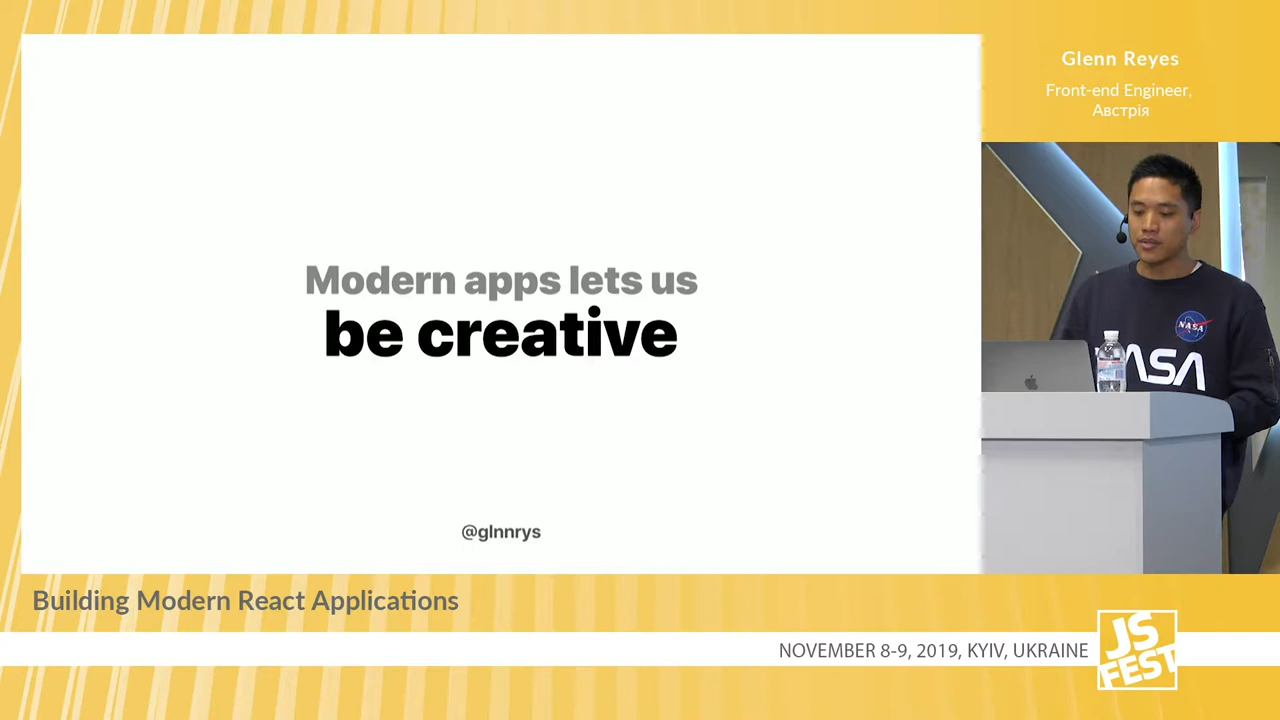 Glenn Reyes
Front-end Engineer,
Австрія
Modern apps lets us
be creative
@glnnrys
NASA
ASA
Building Modern React Applications
NOVEMBER 8-9, 2019, KYIV, UKRAINE
JS
FEST